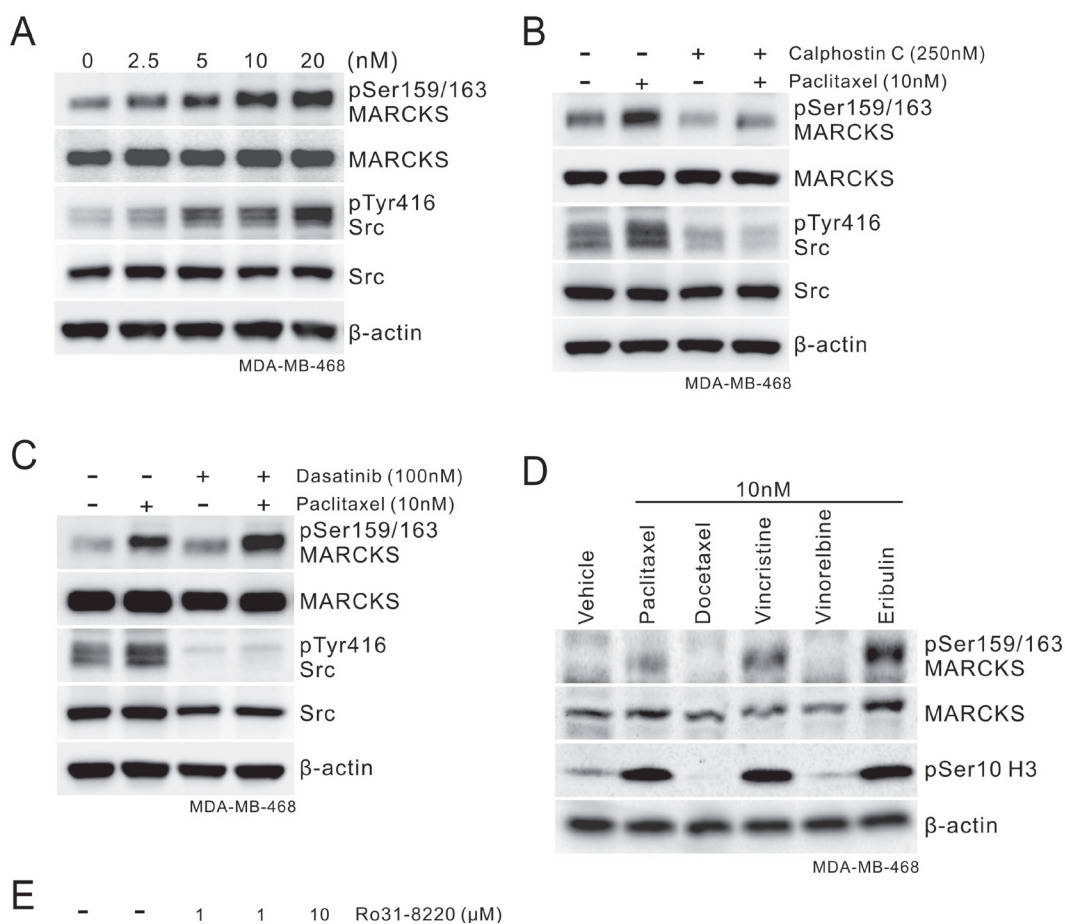 A
0 2.5 5 10 20 (nM)
pSer159/163
MARCKS
MARCKS
pTyr416
Src
Src
β-actin
MDA-MB-468
B
- - + + Calphostin C (250nM)
- + - + Paclitaxel (10nM)
pSer159/163
MARCKS
MARCKS
pTyr416
Src
Src
β-actin
MDA-MB-468
C
- - + + Dasatinib (100nM)
- + - + Paclitaxel (10nM)
pSer159/163
MARCKS
MARCKS
pTyr416
Src
Src
β-actin
MDA-MB-468
D
10nM
Vehicle
Paclitaxel
Docetaxel
Vincristine
Vinorelbine
Eribulin
pSer159/163
MARCKS
MARCKS
pSer10 H3
β-actin
MDA-MB-468
E
- - 1 1 10 Ro31-8220 (µM)